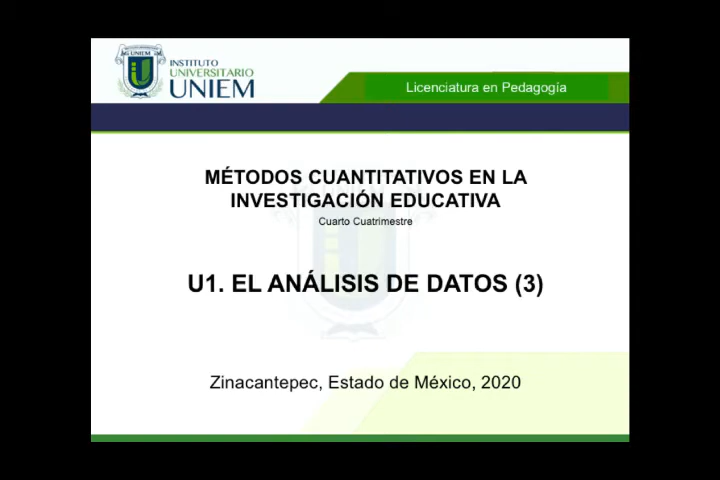 UNIEM
INSTITUTO
UNIVERSITARIO
UNIEM
Licenciatura en Pedagogía
MÉTODOS CUANTITATIVOS EN LA
INVESTIGACIÓN EDUCATIVA
Cuarto Cuatrimestre
U1. EL ANÁLISIS DE DATOS (3)
Zinacantepec, Estado de México, 2020